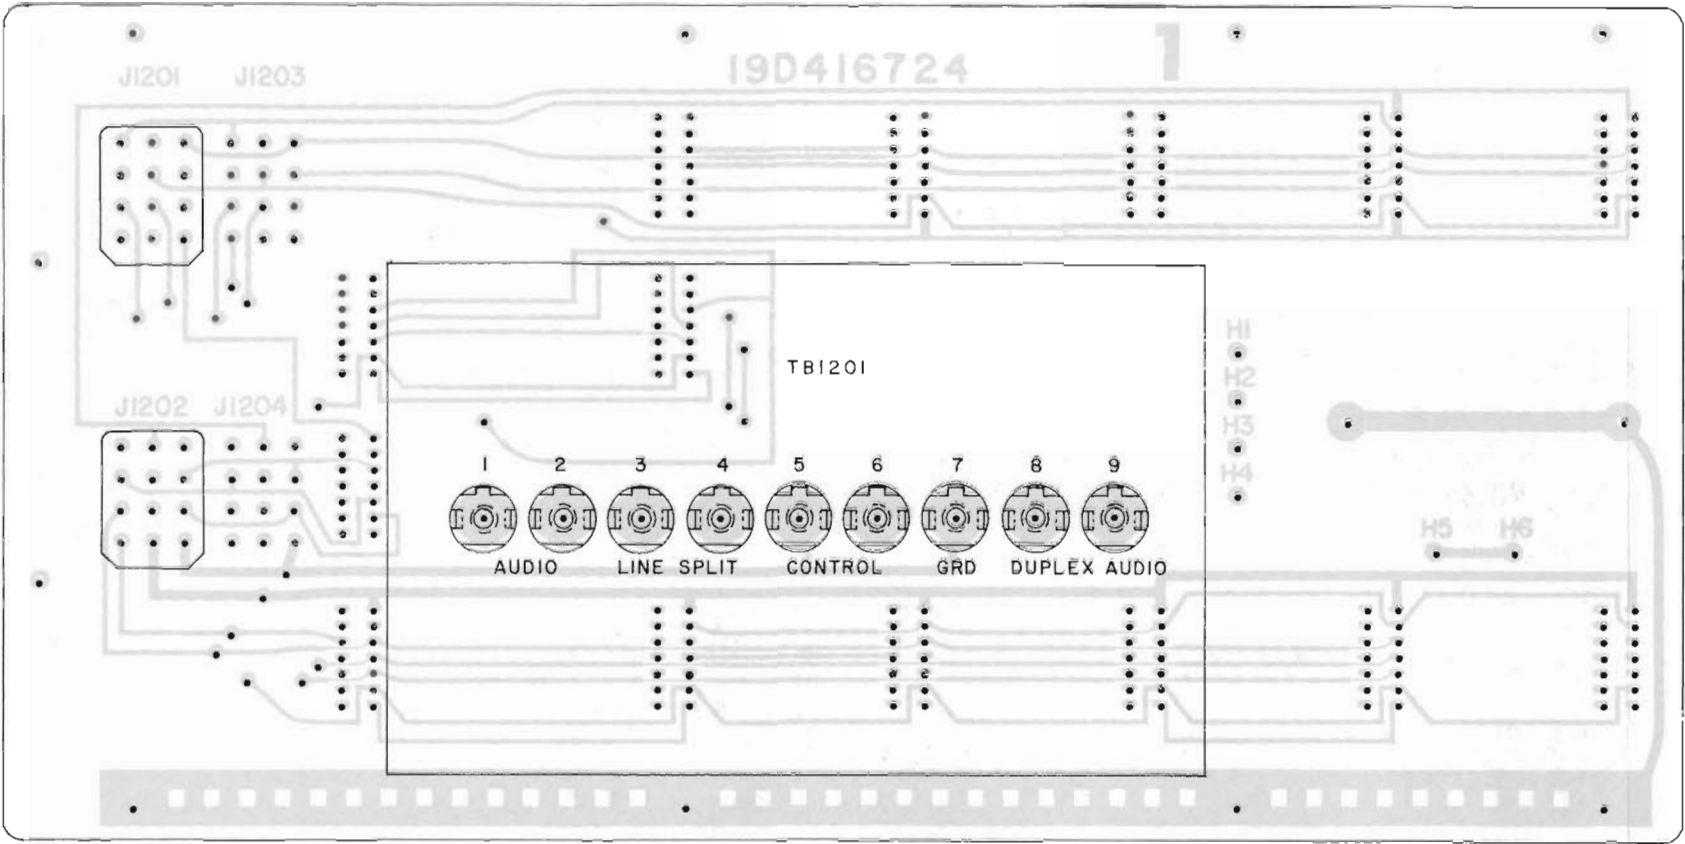 19D416724 1
J1201 J1203
H1
TB1201
H2
J1202 J1204
H3
1 2 3 4 5 6 7 8 9
H4
H5 H6
AUDIO LINE SPLIT CONTROL GRD DUPLEX AUDIO